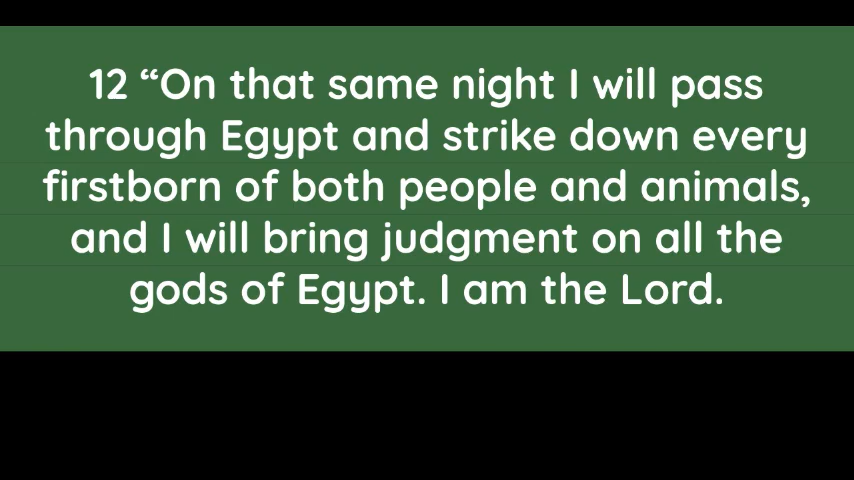 12 “On that same night I will pass
through Egypt and strike down every
firstborn of both people and animals,
and I will bring judgment on all the
gods of Egypt. I am the Lord.